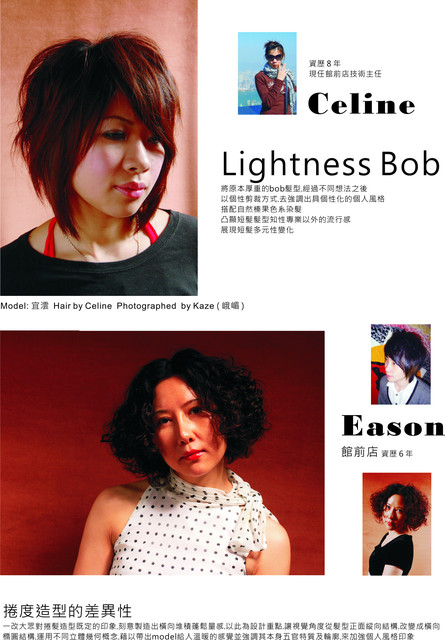 資歷 8 年
現任館前店技術主任
Celine
Lightness Bob
將原本厚重的bob髮型,經過不同想法之後
以個性剪裁方式,去強調出具個性化的個人風格
搭配自然榛果色系染髮
凸顯短髮髮型知性專業以外的流行感
展現短髮多元性變化
Model: 宜澐 Hair by Celine Photographed by Kaze ( 峨嵋 )
Eason
館前店 資歷 6 年
捲度造型的差異性
一改大眾對捲髮造型既定的印象,刻意製造出橫向堆積蓬鬆量感,以此為設計重點,讓視覺角度從髮型正面縱向結構,改變成橫向
橢圓結構,運用不同立體幾何概念,藉以帶出model給人溫暖的感覺並強調其本身五官特質及輪廓,來加強個人風格印象